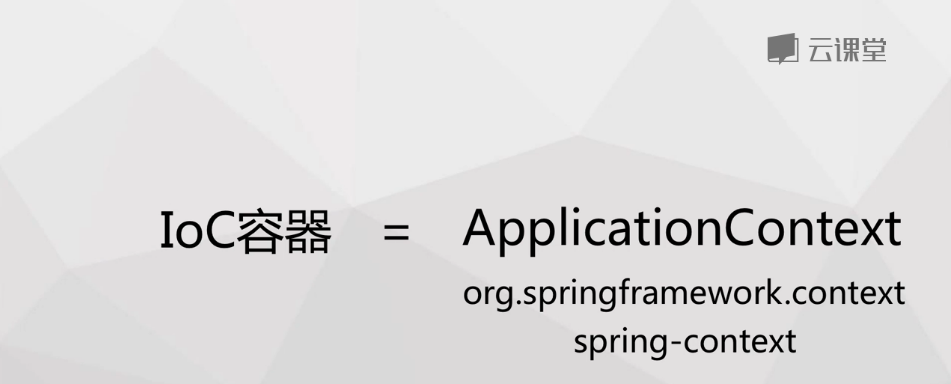 云课堂
IoC容器 = ApplicationContext
org.springframework.context
spring-context